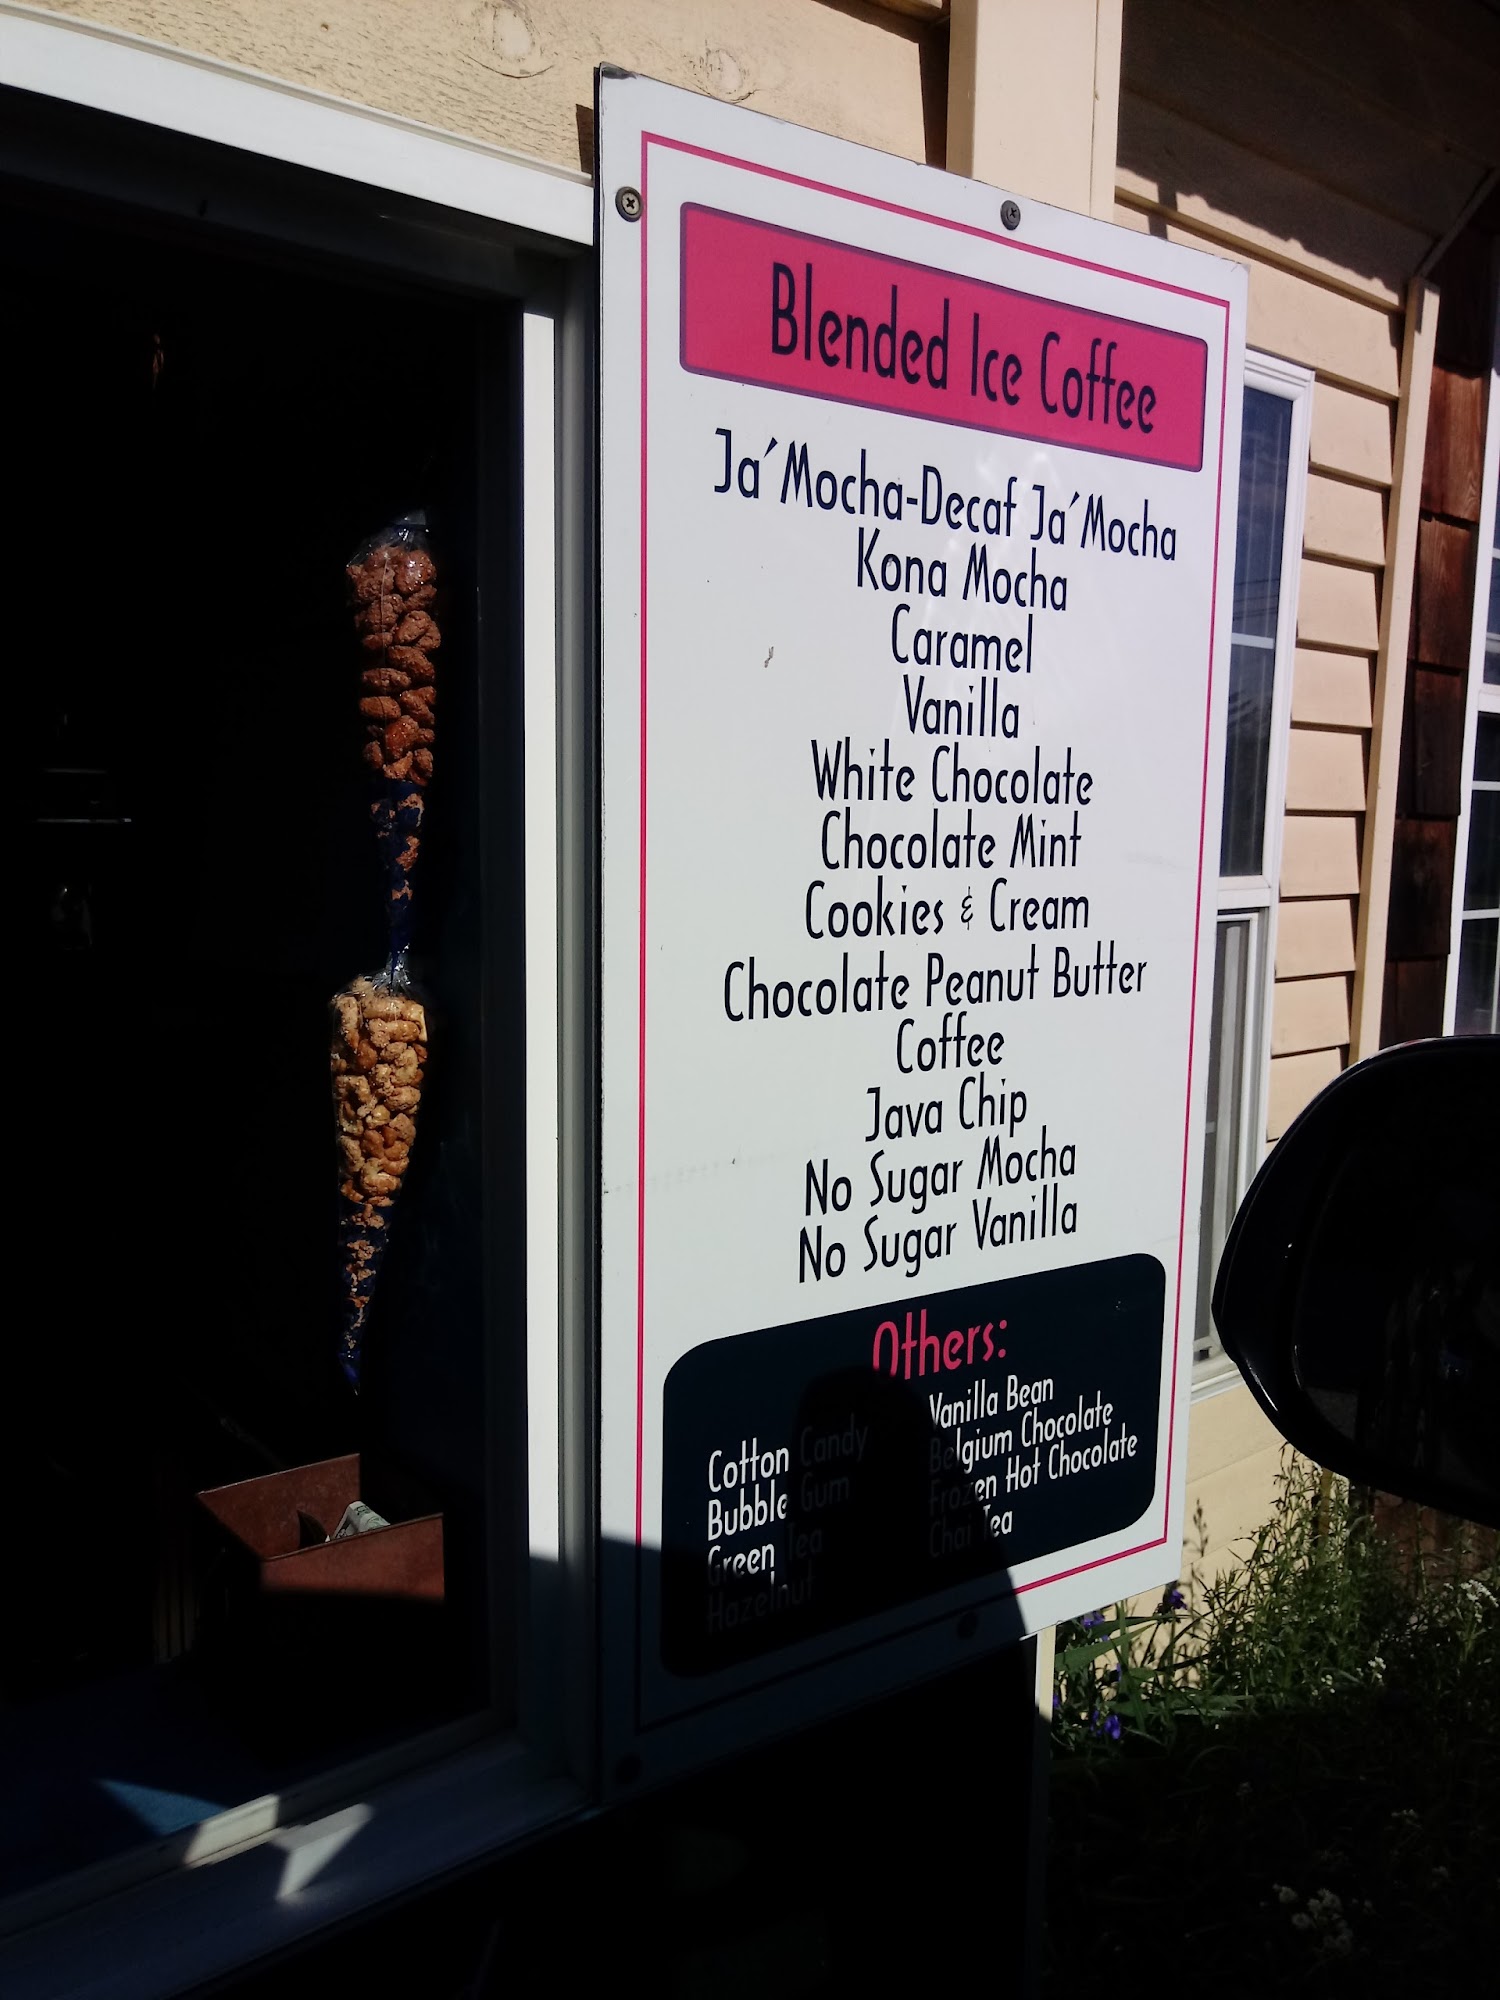 Blended Ice Coffee
Ja´Mocha-Decaf Ja´Mocha
Kona Mocha
Caramel
Vanilla
White Chocolate
Chocolate Mint
Cookies & Cream
Chocolate Peanut Butter
Coffee
Java Chip
No Sugar Mocha
No Sugar Vanilla
Others:
Cotton Candy
Bubble Gum
Green Tea
Hazelnut
Vanilla Bean
Belgium Chocolate
Frozen Hot Chocolate
Chai Tea